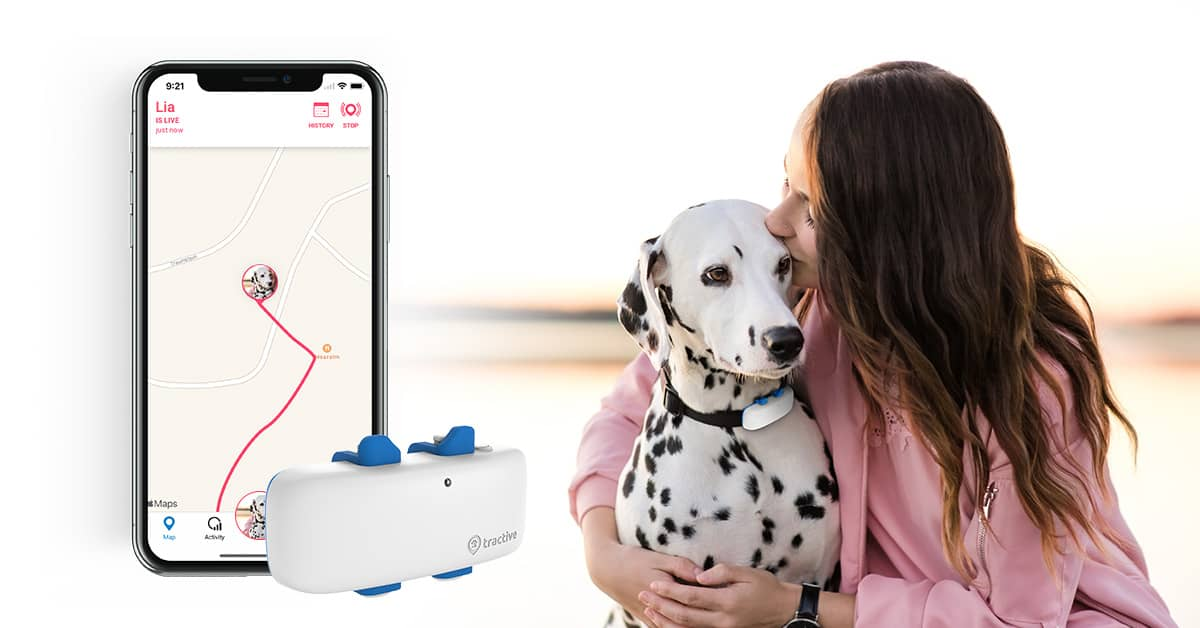 9:21
Lia
IS LIVE
just now
HISTORY
STOP
Maps
Map
Activity
tractive